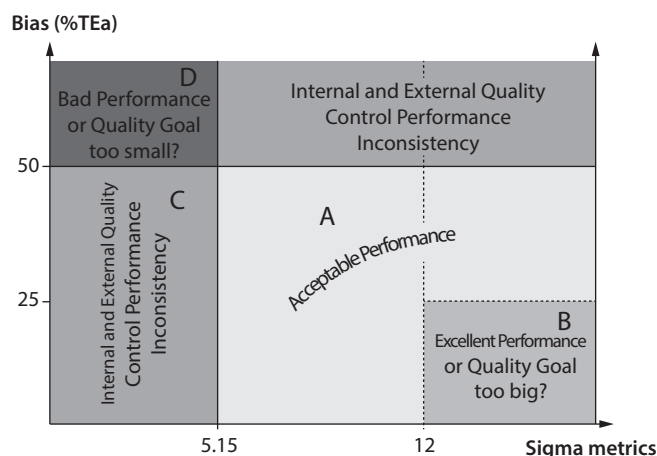 Bias (%TEa)
D
Bad Performance
or Quality Goal
too small?
Internal and External Quality
Control Performance
Inconsistency
50
C
Internal and External Quality
Control Performance
Inconsistency
A
Acceptable Performance
25
B
Excellent Performance
or Quality Goal
too big?
5.15
12
Sigma metrics